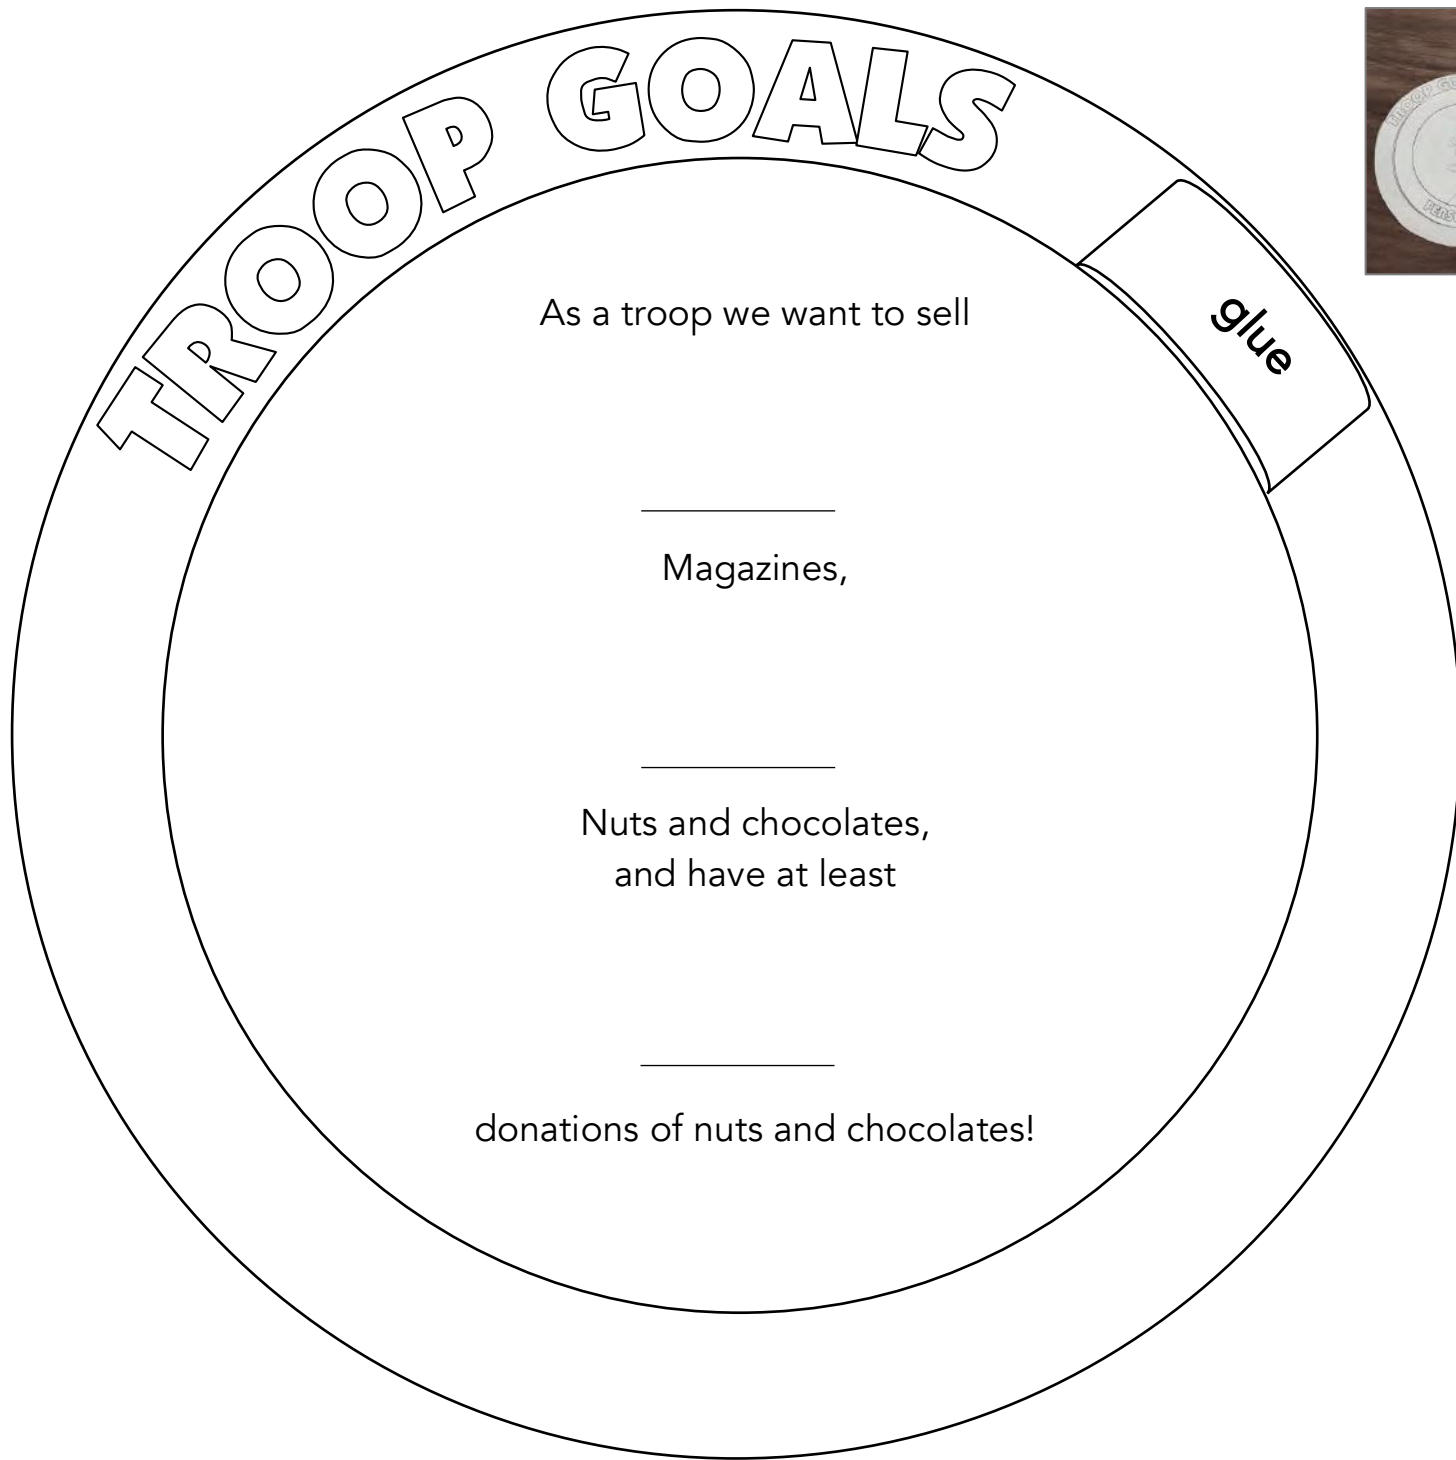 TROOP GOALS
glue
As a troop we want to sell
Magazines,
Nuts and chocolates,
and have at least
donations of nuts and chocolates!